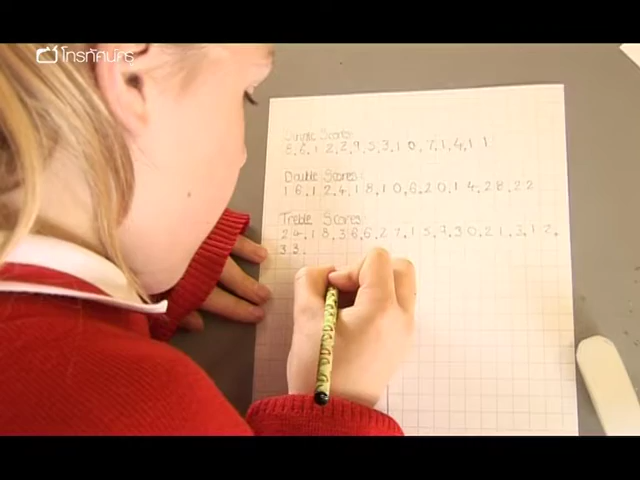 โทรทัศน์ครู
Scores
8,6,1 2,2,9,5,3,1 0,7,1,4,1 1
Double Scores
1 6,1 2,4,1 8,1 0,6,2 0,1 4,2 8,2 2
Treble Scores
2 4,1 8,3 6,6,2 7,1 5,9,3 0,2 1,3,1 2,
3 3.